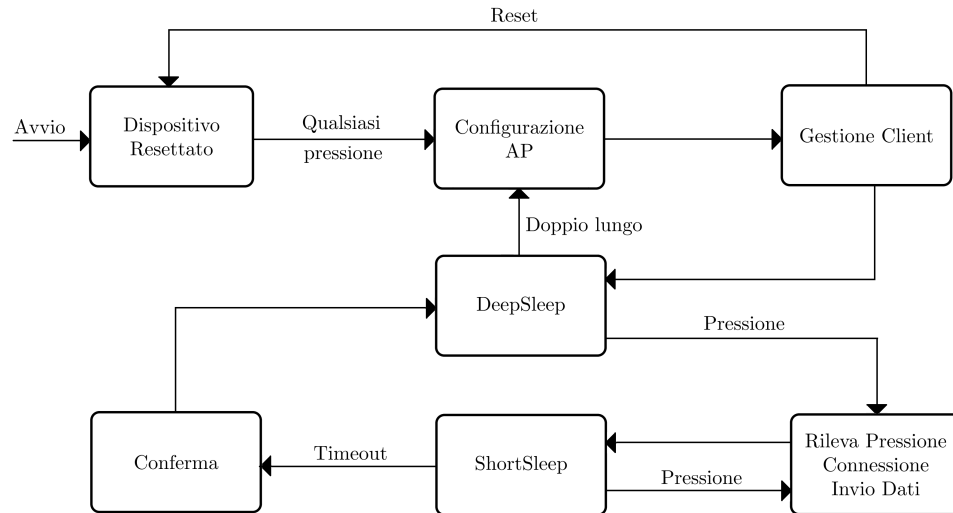 Reset
Avvio
Dispositivo
Resettato
Qualsiasi
pressione
Configurazione
AP
Gestione Client
Doppio lungo
DeepSleep
Pressione
Conferma
Timeout
ShortSleep
Pressione
Rileva Pressione
Connessione
Invio Dati